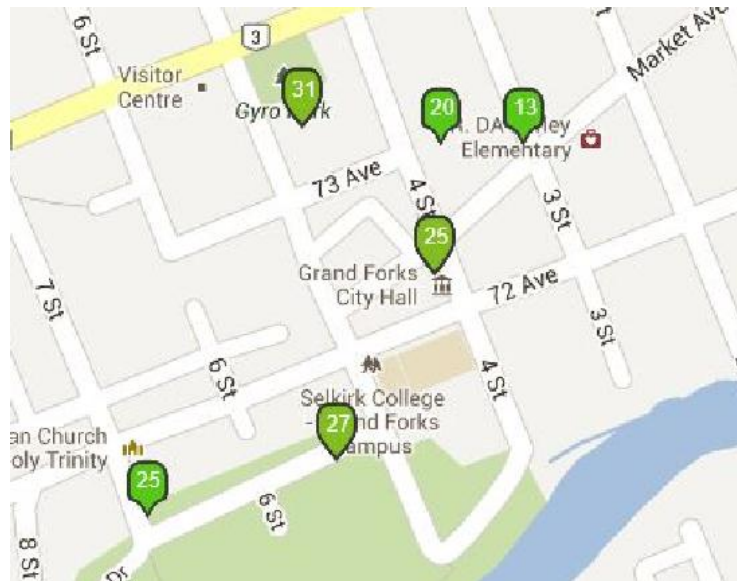 6 St
3
Market Ave
Visitor
Centre
31
Gyro
20
13
Elementary
73 Ave
4 St
3 St
25
Grand Forks
City Hall
72 Ave
7 St
3 St
6 St
4 St
Selkirk College
27
Forks
an Church
oly Trinity
25
6 St
8 St
Dr